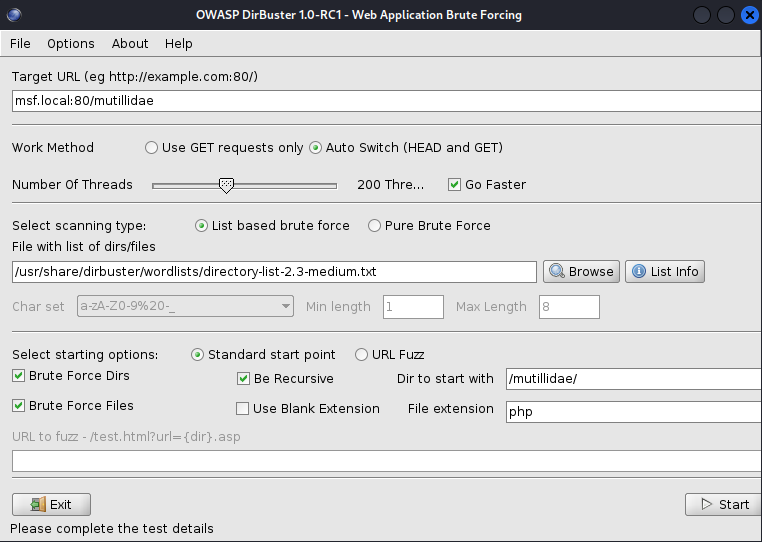 OWASP DirBuster 1.0-RC1 - Web Application Brute Forcing
File Options About Help
Target URL (eg http://example.com:80/)
msf.local:80/mutillidae
Work Method Use GET requests only Auto Switch (HEAD and GET)
Number Of Threads 200 Thre... Go Faster
Select scanning type: List based brute force Pure Brute Force
File with list of dirs/files
/usr/share/dirbuster/wordlists/directory-list-2.3-medium.txt Browse List Info
Char set a-zA-Z0-9%20-_ Min length 1 Max Length 8
Select starting options: Standard start point URL Fuzz
Brute Force Dirs Be Recursive Dir to start with /mutillidae/
Brute Force Files Use Blank Extension File extension php
URL to fuzz - /test.html?url={dir}.asp
Exit Start
Please complete the test details